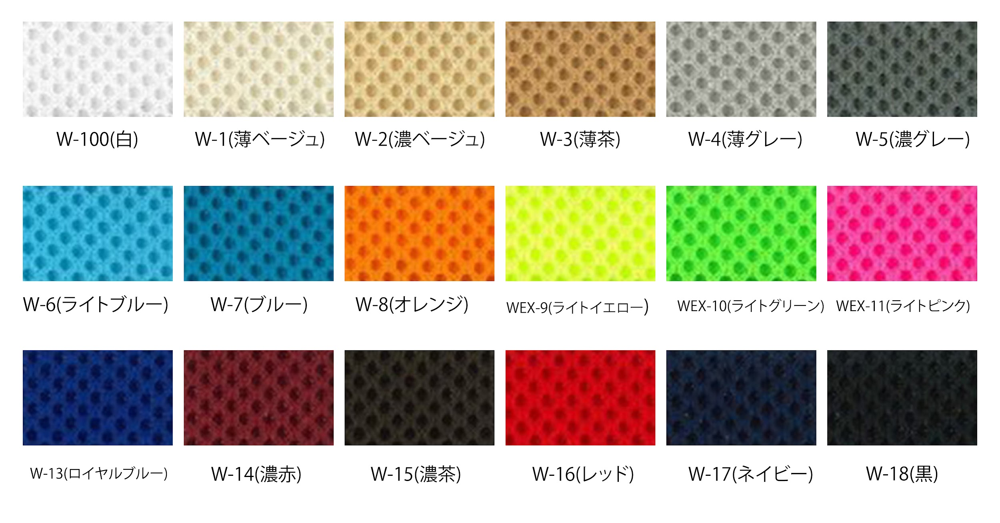 W-100(白)
W-1(薄ベージュ)
W-2(濃ベージュ)
W-3(薄茶)
W-4(薄グレー)
W-5(濃グレー)
W-6(ライトブルー)
W-7(ブルー)
W-8(オレンジ)
WEX-9(ライトイエロー)
WEX-10(ライトグリーン)
WEX-11(ライトピンク)
W-13(ロイヤルブルー)
W-14(濃赤)
W-15(濃茶)
W-16(レッド)
W-17(ネイビー)
W-18(黒)